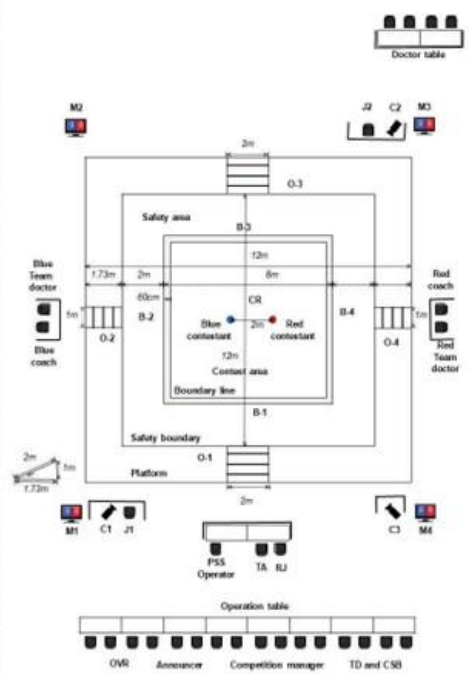 Doctor table
M2
J2 C2 M3
2m
O-3
Safety area
B-3
12m
Blue
Team
doctor
1.73m 2m 8m
Red
coach
60cm
CR
1m
B-2
B-4
1m
Blue
contestant
2m
Red
contestant
O-2
O-4
Blue
coach
Red
Team
doctor
12m
Contest area
Boundary line
B-1
Safety boundary
O-1
2m
1m
1.73m
Platform
2m
M1 C1 J1
C3 M4
PSS
Operator
TA RJ
Operation table
OVR Announcer Competition manager TD and CSB